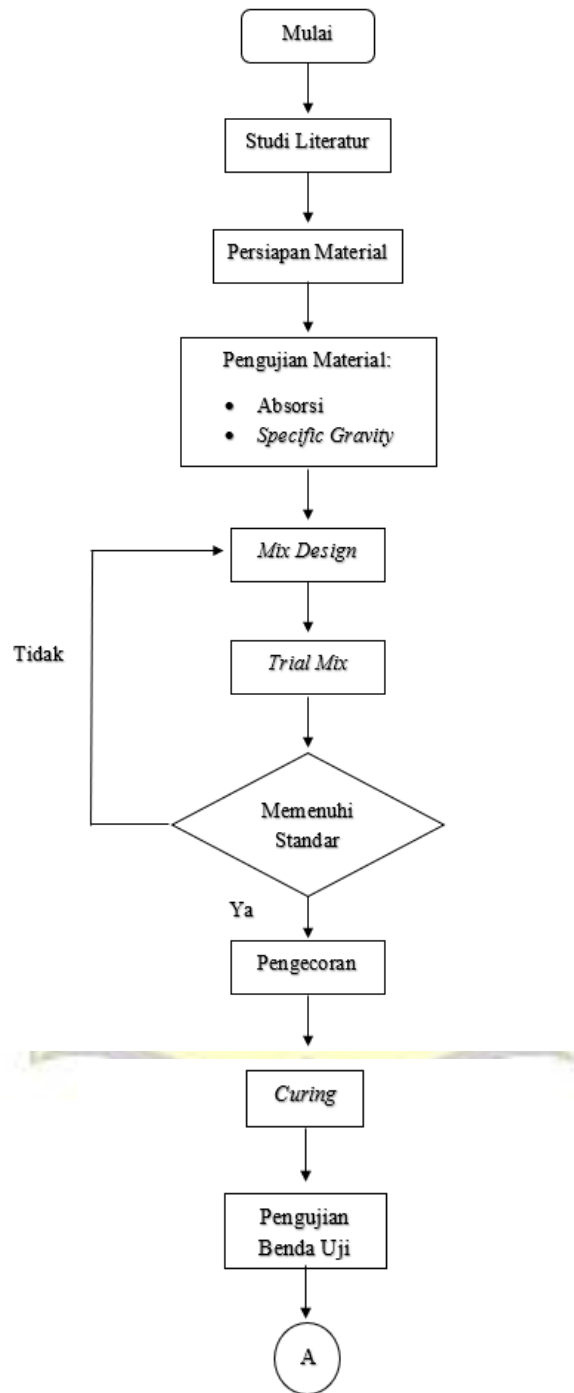 Mulai
Studi Literatur
Persiapan Material
Pengujian Material:
• Absorsi
• Specific Gravity
Mix Design
Tidak
Trial Mix
Memenuhi
Standar
Ya
Pengecoran
Curing
Pengujian
Benda Uji
A